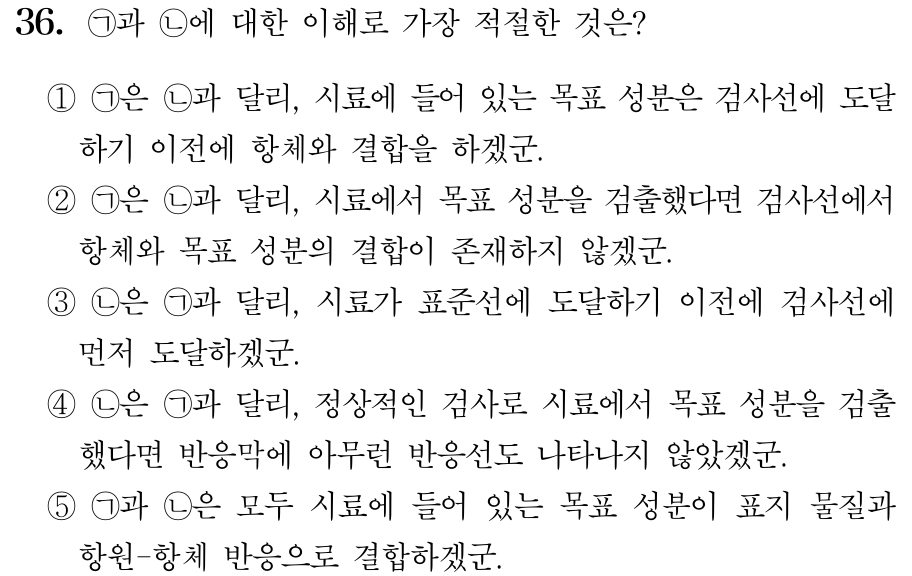 36. ㉠과 ㉡에 대한 이해로 가장 적절한 것은?
① ㉠은 ㉡과 달리, 시료에 들어 있는 목표 성분은 검사선에 도달
하기 이전에 항체와 결합을 하겠군.
② ㉠은 ㉡과 달리, 시료에서 목표 성분을 검출했다면 검사선에서
항체와 목표 성분의 결합이 존재하지 않겠군.
③ ㉡은 ㉠과 달리, 시료가 표준선에 도달하기 이전에 검사선에
먼저 도달하겠군.
④ ㉡은 ㉠과 달리, 정상적인 검사로 시료에서 목표 성분을 검출
했다면 반응막에 아무런 반응선도 나타나지 않았겠군.
⑤ ㉠과 ㉡은 모두 시료에 들어 있는 목표 성분이 표지 물질과
항원-항체 반응으로 결합하겠군.